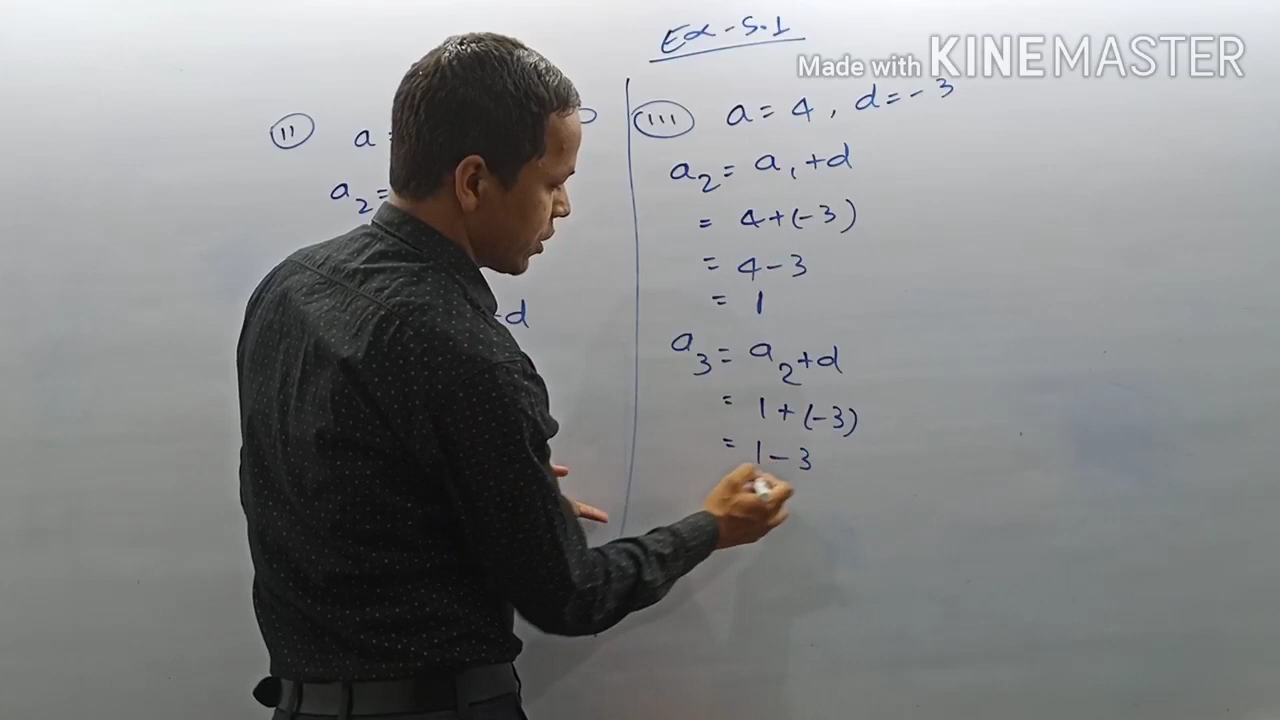 Ex-5.1
Made with KINEMASTER
(ii) a=
a₂=
d
(iii) a = 4, d = -3
a₂ = a₁ + d
= 4 + (-3)
= 4 - 3
= 1
a₃ = a₂ + d
= 1 + (-3)
= 1 - 3